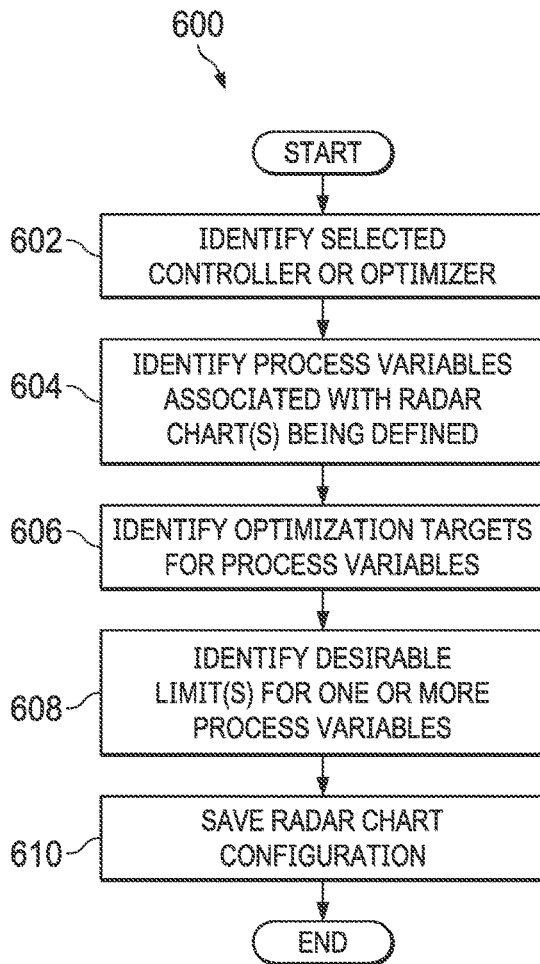 600
START
602
IDENTIFY SELECTED
CONTROLLER OR OPTIMIZER
604
IDENTIFY PROCESS VARIABLES
ASSOCIATED WITH RADAR
CHART(S) BEING DEFINED
606
IDENTIFY OPTIMIZATION TARGETS
FOR PROCESS VARIABLES
608
IDENTIFY DESIRABLE
LIMIT(S) FOR ONE OR MORE
PROCESS VARIABLES
610
SAVE RADAR CHART
CONFIGURATION
END